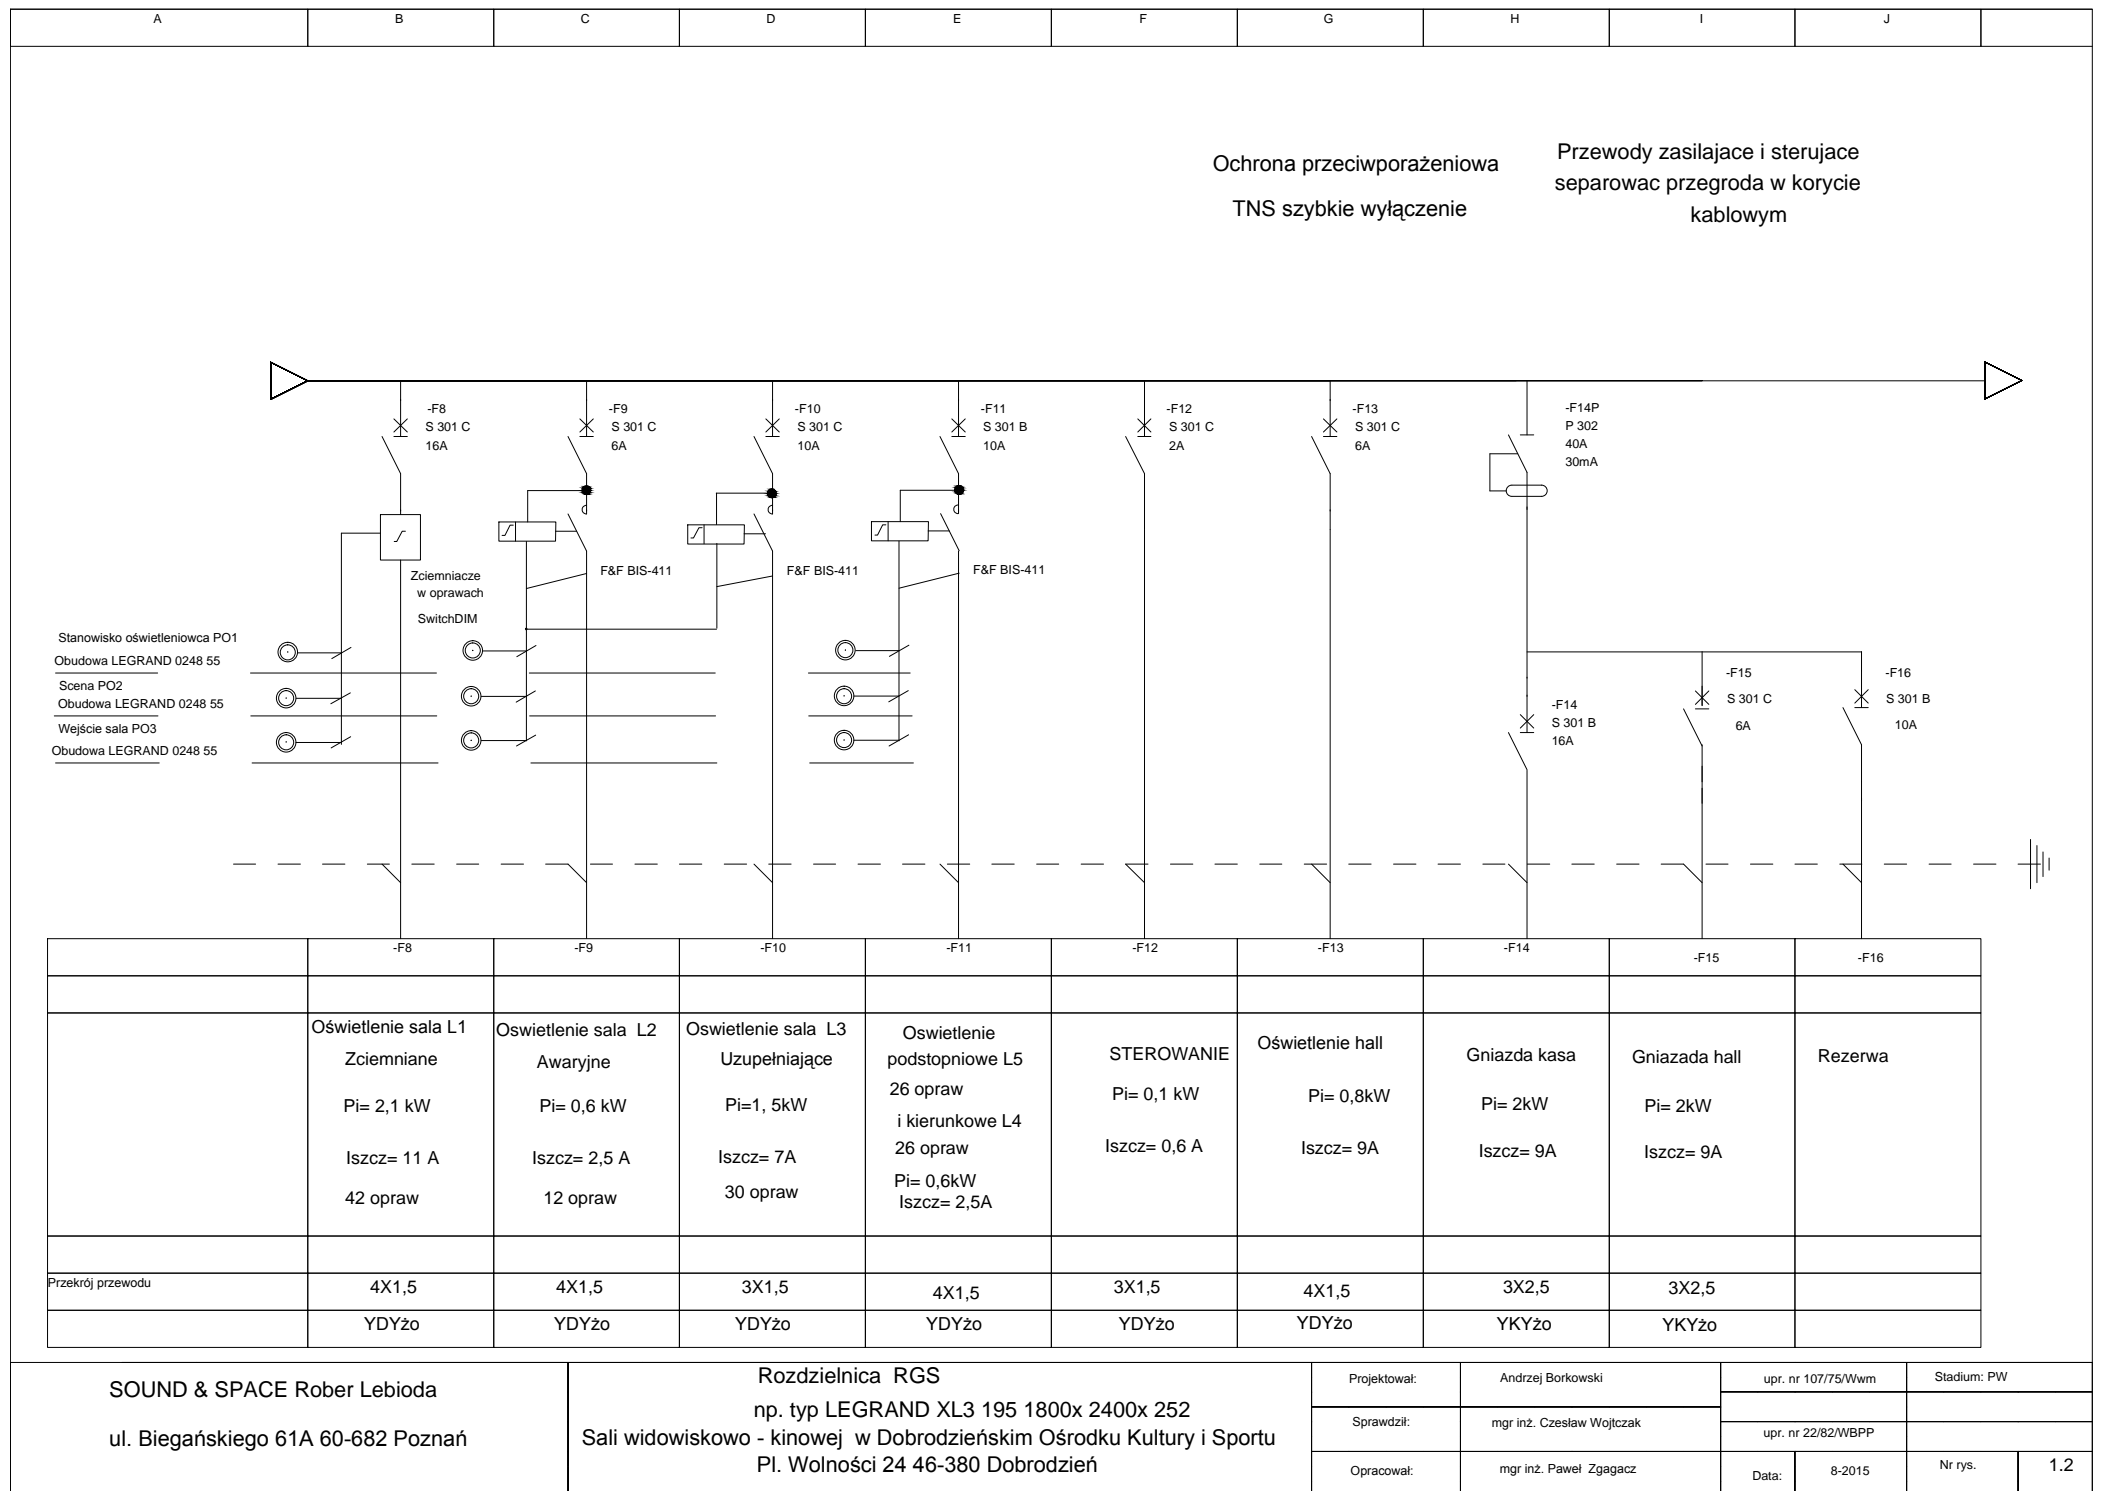 A B C D E F G H I J
Ochrona przeciwporażeniowa
TNS szybkie wyłączenie
Przewody zasilajace i sterujace
separowac przegroda w korycie
kablowym
-F8
S 301 C
16A
-F9
S 301 C
6A
-F10
S 301 C
10A
-F11
S 301 B
10A
-F12
S 301 C
2A
-F13
S 301 C
6A
-F14P
P 302
40A
30mA
Zciemniacze
w oprawach
SwitchDIM
F&F BIS-411
F&F BIS-411
F&F BIS-411
Stanowisko oświetleniowca PO1
Obudowa LEGRAND 0248 55
Scena PO2
Obudowa LEGRAND 0248 55
Wejście sala PO3
Obudowa LEGRAND 0248 55
-F14
S 301 B
16A
-F15
S 301 C
6A
-F16
S 301 B
10A
-F8 -F9 -F10 -F11 -F12 -F13 -F14 -F15 -F16
Oświetlenie sala L1
Zciemniane
Pi= 2,1 kW
Iszcz= 11 A
42 opraw
Oswietlenie sala L2
Awaryjne
Pi= 0,6 kW
Iszcz= 2,5 A
12 opraw
Oswietlenie sala L3
Uzupełniające
Pi=1, 5kW
Iszcz= 7A
30 opraw
Oswietlenie
podstopniowe L5
26 opraw
i kierunkowe L4
26 opraw
Pi= 0,6kW
Iszcz= 2,5A
STEROWANIE
Pi= 0,1 kW
Iszcz= 0,6 A
Oświetlenie hall
Pi= 0,8kW
Iszcz= 9A
Gniazda kasa
Pi= 2kW
Iszcz= 9A
Gniazada hall
Pi= 2kW
Iszcz= 9A
Rezerwa
Przekrój przewodu 4X1,5 4X1,5 3X1,5 4X1,5 3X1,5 4X1,5 3X2,5 3X2,5
YDYżo YDYżo YDYżo YDYżo YDYżo YDYżo YKYżo YKYżo
SOUND & SPACE Rober Lebioda
ul. Biegańskiego 61A 60-682 Poznań
Rozdzielnica RGS
np. typ LEGRAND XL3 195 1800x 2400x 252
Sali widowiskowo - kinowej w Dobrodzieńskim Ośrodku Kultury i Sportu
Pl. Wolności 24 46-380 Dobrodzień
Projektował: Andrzej Borkowski upr. nr 107/75/Wwm Stadium: PW
Sprawdził: mgr inż. Czesław Wojtczak upr. nr 22/82/WBPP
Opracował: mgr inż. Paweł Zgagacz Data: 8-2015 Nr rys. 1.2